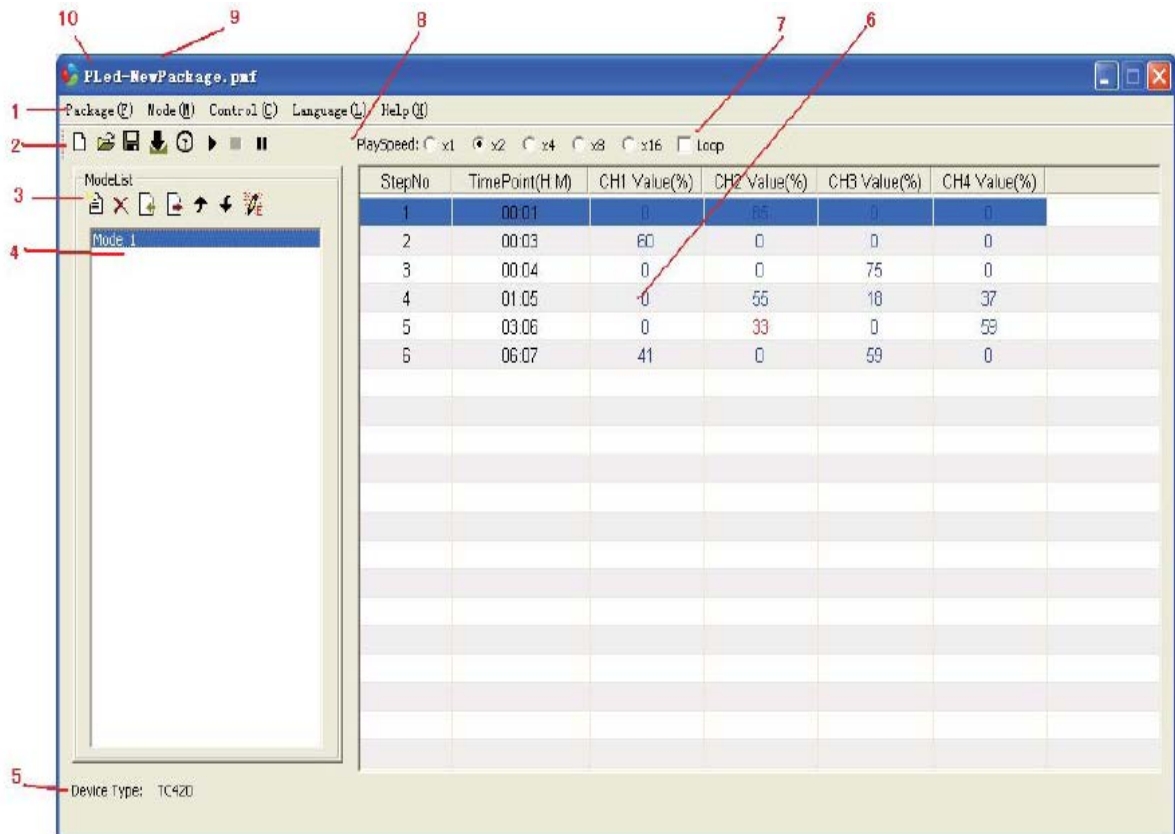 10 9 8 7 6
PLed-NewPackage.pmf
1 Package(F) Mode(M) Control(C) Language(L) Help(H)
2 PlaySpeed: x1 x2 x4 x8 x16 Loop
ModeList
3
StepNo TimePoint(H:M) CH1 Value(%) CH2 Value(%) CH3 Value(%) CH4 Value(%)
1 00:01 0 85 0 0
Mode 1
4
2 00:03 60 0 0 0
3 00:04 0 0 75 0
4 01:05 0 55 18 37
5 03:06 0 33 0 59
6 06:07 41 0 59 0
5
Device Type: TC420